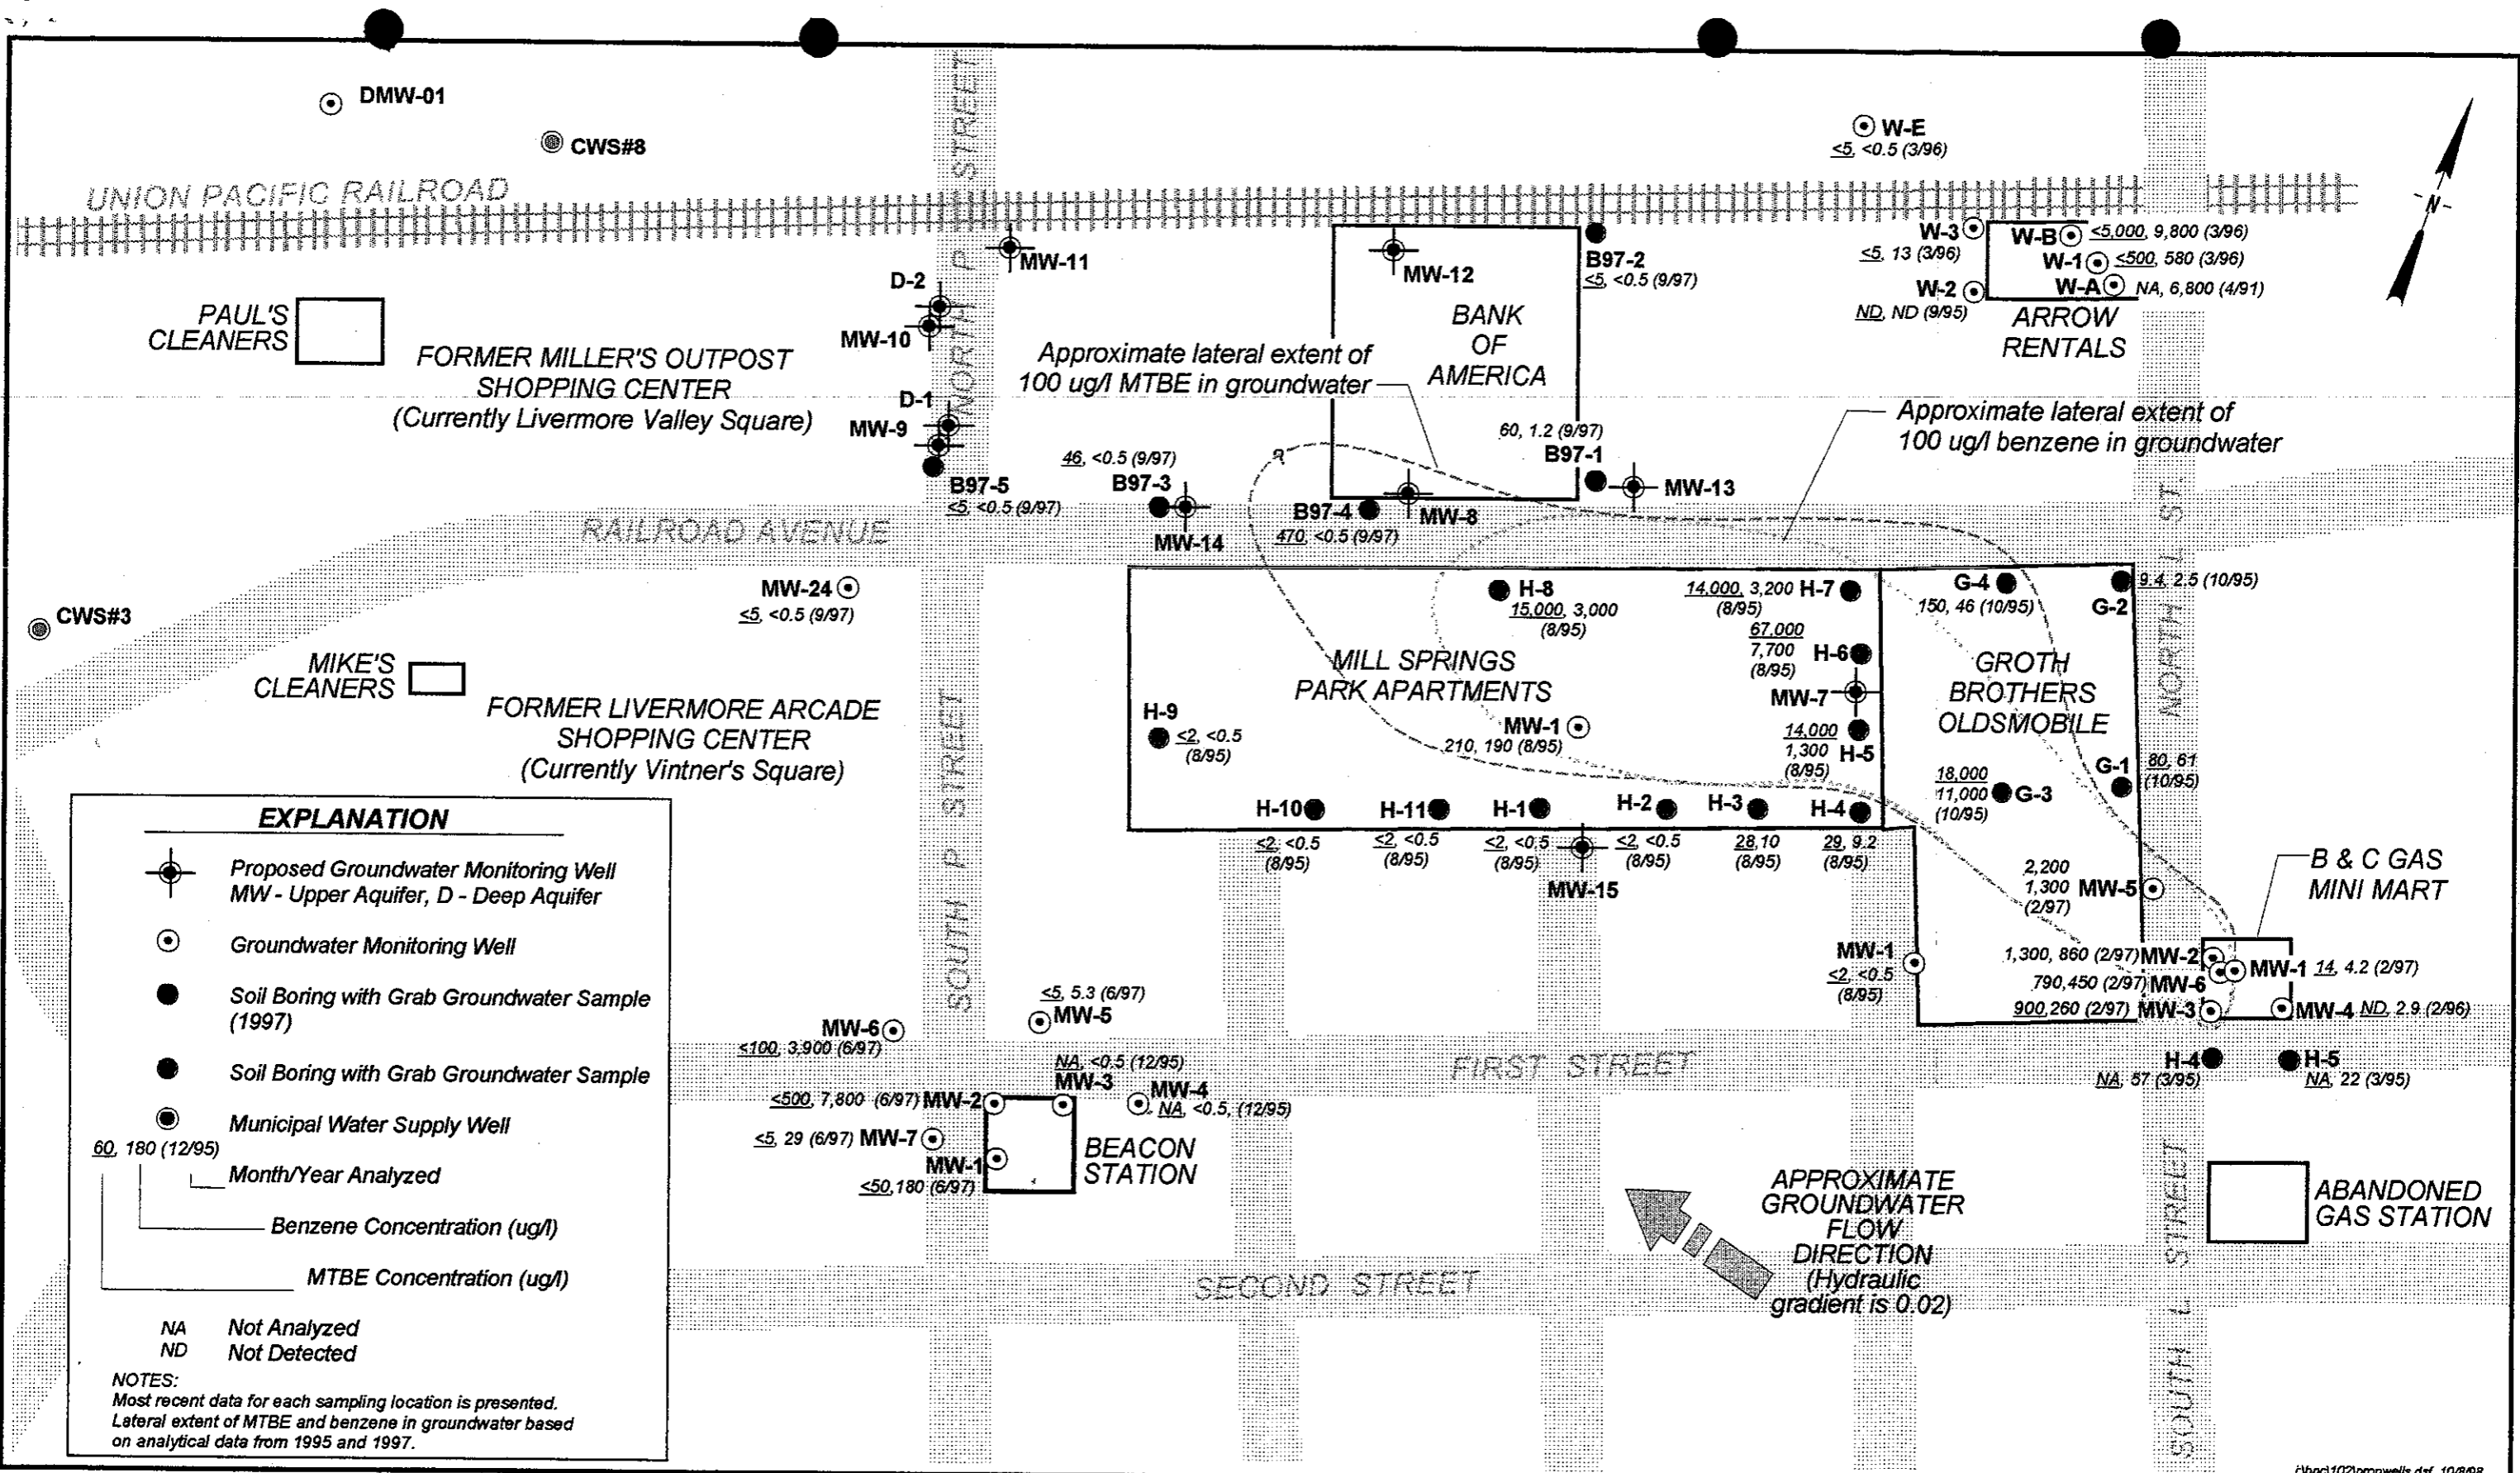 DMW-01
CWS#8
UNION PACIFIC RAILROAD
NORTH P STREET
W-E
<5, <0.5 (3/96)
N
W-3
<5, 13 (3/96)
W-B <5,000, 9,800 (3/96)
W-1 <500, 580 (3/96)
W-A NA, 6,800 (4/91)
W-2
ND, ND (9/95)
ARROW
RENTALS
MW-11
MW-12
B97-2
<5, <0.5 (9/97)
D-2
MW-10
PAUL'S
CLEANERS
FORMER MILLER'S OUTPOST
SHOPPING CENTER
(Currently Livermore Valley Square)
BANK
OF
AMERICA
Approximate lateral extent of
100 ug/l MTBE in groundwater
Approximate lateral extent of
100 ug/l benzene in groundwater
D-1
MW-9
B97-5
<5, <0.5 (9/97)
46, <0.5 (9/97)
B97-3
MW-14
?
60, 1.2 (9/97)
B97-1
MW-13
B97-4
470, <0.5 (9/97)
MW-8
RAILROAD AVENUE
NORTH L ST.
MW-24
<5, <0.5 (9/97)
CWS#3
MIKE'S
CLEANERS
FORMER LIVERMORE ARCADE
SHOPPING CENTER
(Currently Vintner's Square)
SOUTH P STREET
H-8
15,000, 3,000
(8/95)
14,000, 3,200 H-7
(8/95)
67,000
7,700 H-6
(8/95)
MW-7
14,000
1,300 H-5
(8/95)
MILL SPRINGS
PARK APARTMENTS
MW-1
210, 190 (8/95)
H-9
<2, <0.5
(8/95)
G-4
150, 46 (10/95)
9.4, 2.5 (10/95)
G-2
GROTH
BROTHERS
OLDSMOBILE
G-1 80, 61
(10/95)
18,000
11,000 G-3
(10/95)
H-10
<2, <0.5
(8/95)
H-11
<2, <0.5
(8/95)
H-1
<2, <0.5
(8/95)
H-2
<2, <0.5
(8/95)
H-3
28,10
(8/95)
H-4
29, 9.2
(8/95)
MW-15
2,200
1,300 MW-5
(2/97)
B & C GAS
MINI MART
MW-1
<2, <0.5
(8/95)
1,300, 860 (2/97) MW-2
MW-1 14, 4.2 (2/97)
790,450 (2/97) MW-6
900,260 (2/97) MW-3
MW-4 ND, 2.9 (2/96)
H-4
NA, 57 (3/95)
H-5
NA, 22 (3/95)
<5, 5.3 (6/97)
MW-5
MW-6
<100, 3,900 (6/97)
NA, <0.5 (12/95)
MW-3
MW-4
NA, <0.5, (12/95)
<500, 7,800 (6/97) MW-2
<5, 29 (6/97) MW-7
MW-1
<50,180 (6/97)
BEACON
STATION
FIRST STREET
SECOND STREET
SOUTH L STREET
APPROXIMATE
GROUNDWATER
FLOW
DIRECTION
(Hydraulic
gradient is 0.02)
ABANDONED
GAS STATION
EXPLANATION
Proposed Groundwater Monitoring Well
MW - Upper Aquifer, D - Deep Aquifer
Groundwater Monitoring Well
Soil Boring with Grab Groundwater Sample
(1997)
Soil Boring with Grab Groundwater Sample
Municipal Water Supply Well
60, 180 (12/95)
Month/Year Analyzed
Benzene Concentration (ug/l)
MTBE Concentration (ug/l)
NA Not Analyzed
ND Not Detected
NOTES:
Most recent data for each sampling location is presented.
Lateral extent of MTBE and benzene in groundwater based
on analytical data from 1995 and 1997.
10/8/98